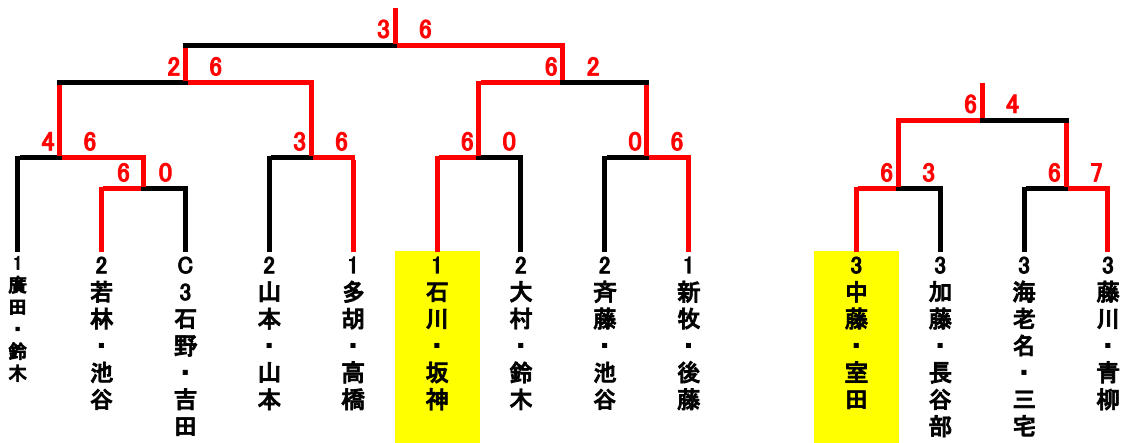 3 6
2 6
6 2
6 4
4 6
3 6
6 0
0 6
6 0
6 3
6 7
1廣田・鈴木
2若林・池谷
C3石野・吉田
2山本・山本
1多胡・高橋
1石川・坂神
2大村・鈴木
2斉藤・池谷
1新牧・後藤
3中藤・室田
3加藤・長谷部
3海老名・三宅
3藤川・青柳